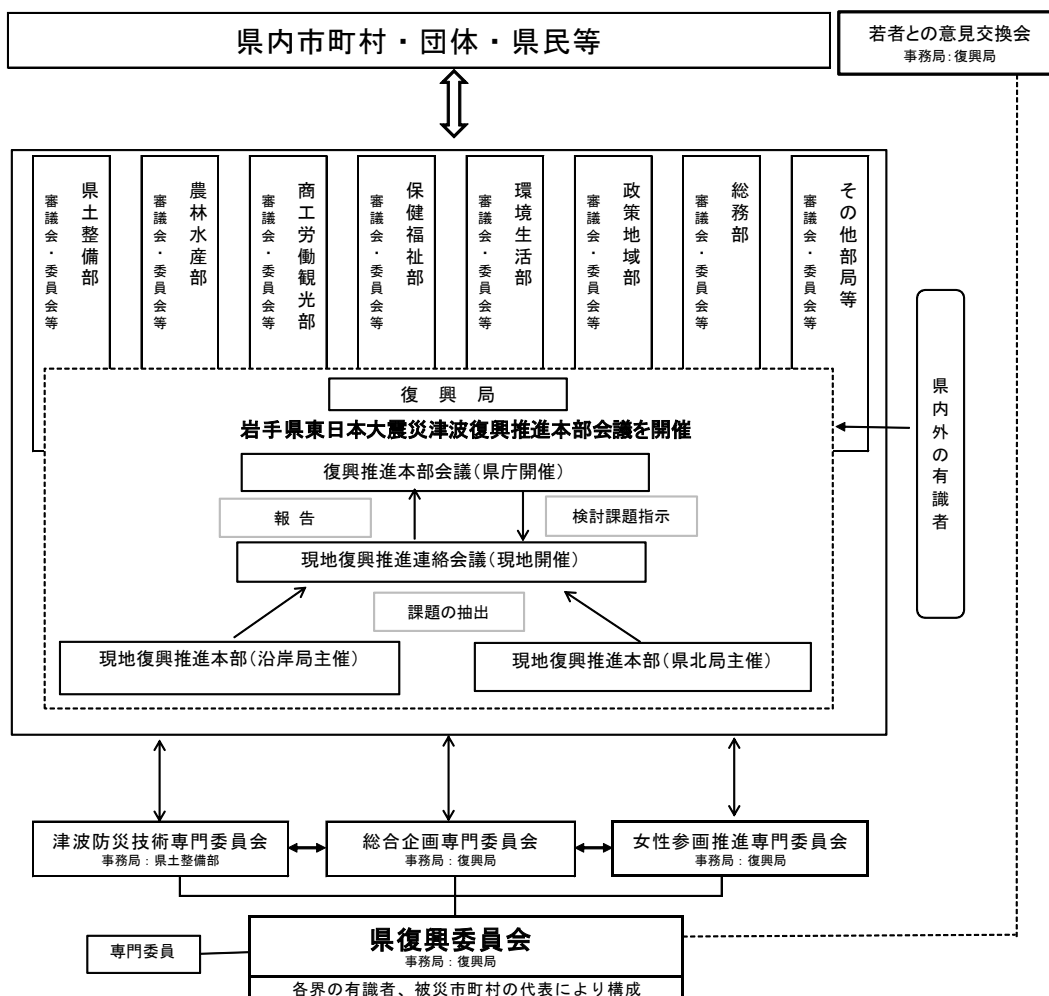 県内市町村・団体・県民等
若者との意見交換会
事務局：復興局
県土整備部
審議会・委員会等
農林水産部
審議会・委員会等
商工労働観光部
審議会・委員会等
保健福祉部
審議会・委員会等
環境生活部
審議会・委員会等
政策地域部
審議会・委員会等
総務部
審議会・委員会等
その他部局等
審議会・委員会等
県内外の有識者
復興局
岩手県東日本大震災津波復興推進本部会議を開催
復興推進本部会議（県庁開催）
報告
検討課題指示
現地復興推進連絡会議（現地開催）
課題の抽出
現地復興推進本部（沿岸局主催）
現地復興推進本部（県北局主催）
津波防災技術専門委員会
事務局：県土整備部
総合企画専門委員会
事務局：復興局
女性参画推進専門委員会
事務局：復興局
専門委員
県復興委員会
事務局：復興局
各界の有識者、被災市町村の代表により構成